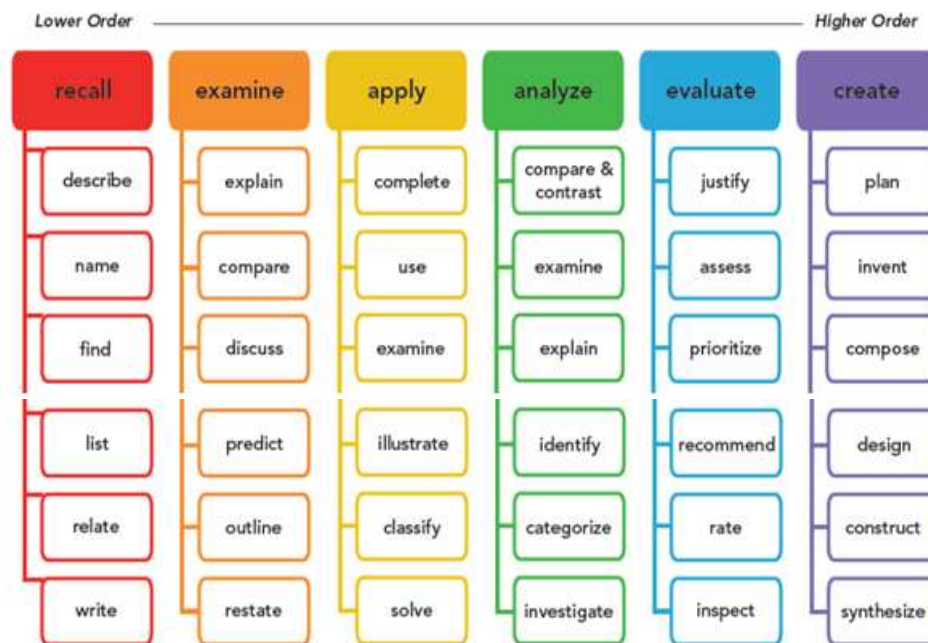 Lower Order
Higher Order
recall
examine
apply
analyze
evaluate
create
describe
explain
complete
compare &
contrast
justify
plan
name
compare
use
examine
assess
invent
find
discuss
examine
explain
prioritize
compose
list
predict
illustrate
identify
recommend
design
relate
outline
classify
categorize
rate
construct
write
restate
solve
investigate
inspect
synthesize